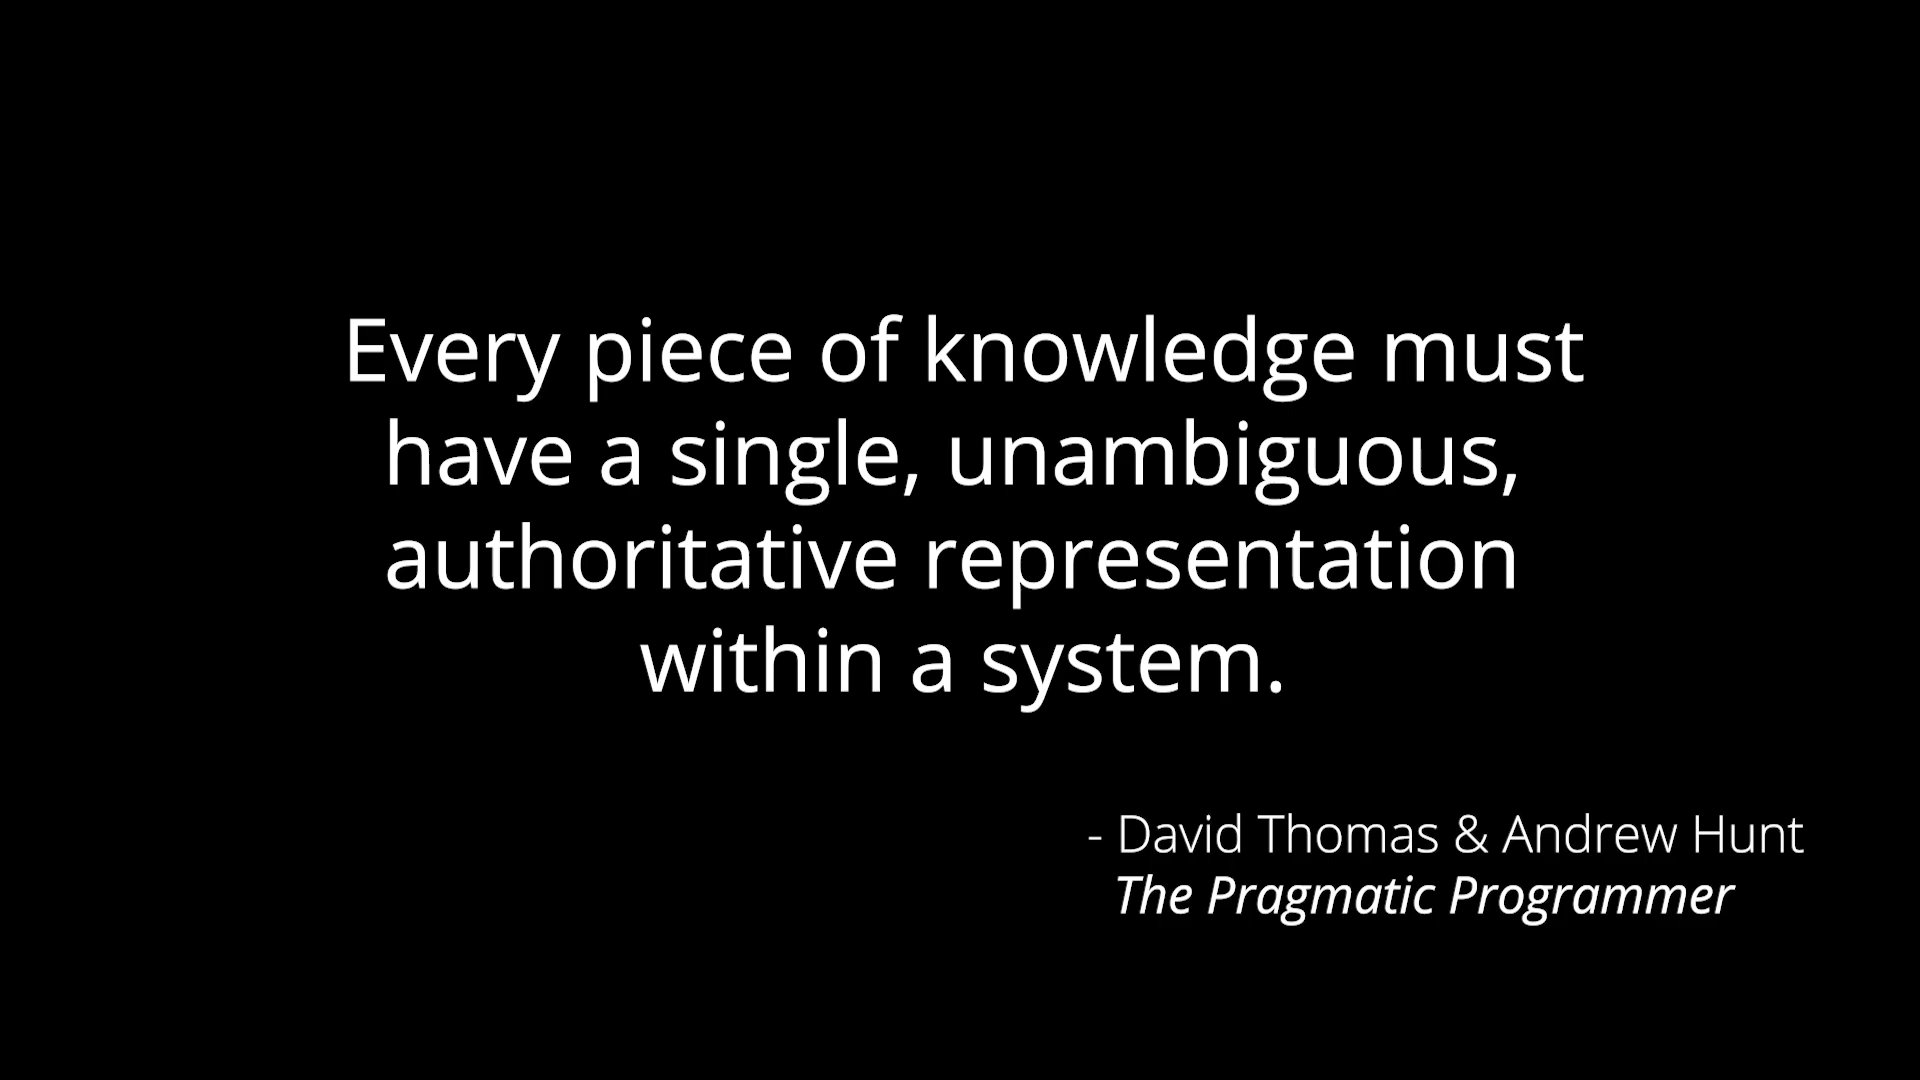 Every piece of knowledge must
have a single, unambiguous,
authoritative representation
within a system.
- David Thomas & Andrew Hunt
The Pragmatic Programmer